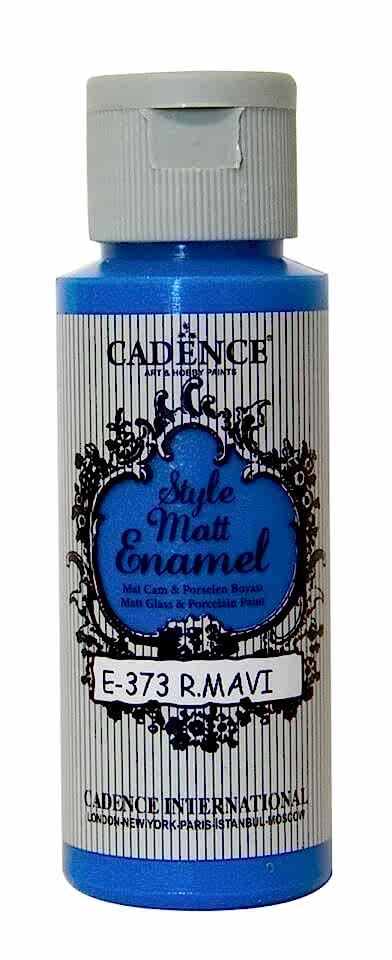 CADENCE®
ART & HOBBY PAINTS
Style
Matt
Enamel
Mat Cam & Porselen Boyası
Matt Glass & Porcelain Paint
E-373 R.MAVI
CADENCE INTERNATIONAL
LONDON-NEW YORK-PARIS-İSTANBUL-MOSCOW